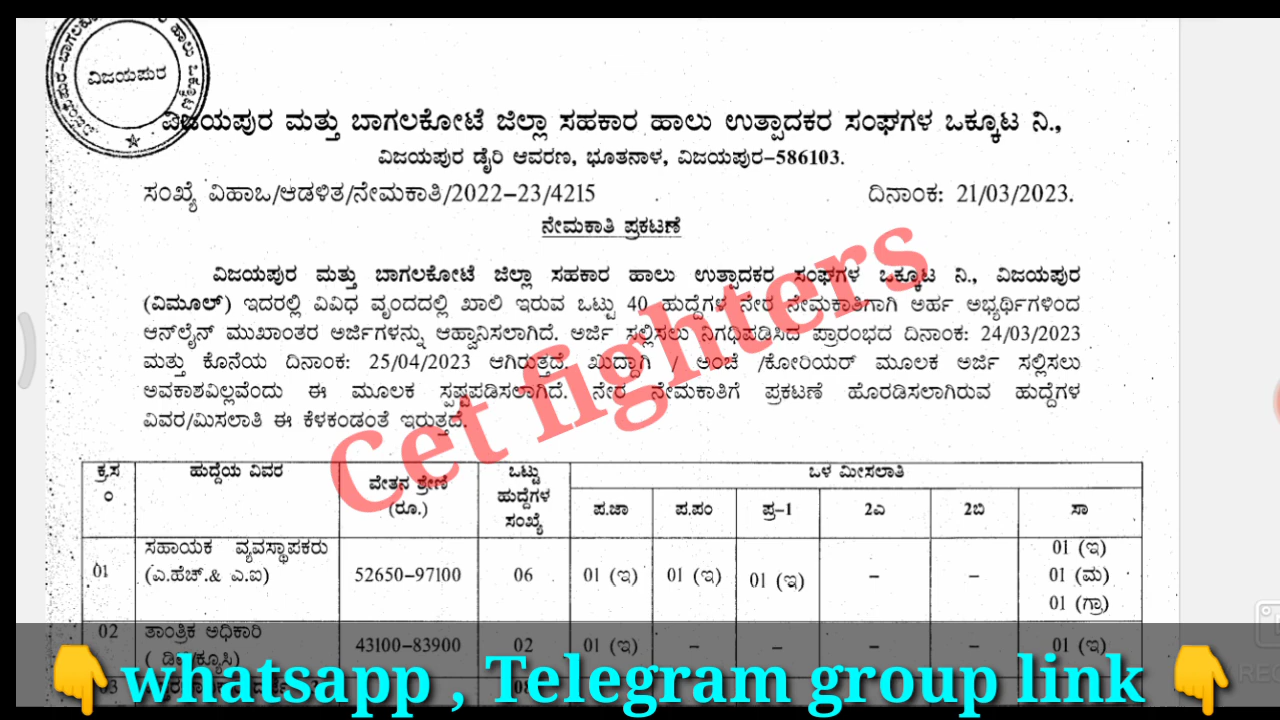 ವಿಜಯಪುರ
ವಿಜಯಪುರ ಮತ್ತು ಬಾಗಲಕೋಟೆ ಜಿಲ್ಲಾ ಸಹಕಾರ ಹಾಲು ಉತ್ಪಾದಕರ ಸಂಘಗಳ ಒಕ್ಕೂಟ ನಿ.,
ವಿಜಯಪುರ ಡೈರಿ ಆವರಣ, ಭೂತನಾಳ, ವಿಜಯಪುರ-586103.
ಸಂಖ್ಯೆ ವಿಹಾಒ/ಆಡಳಿತ/ನೇಮಕಾತಿ/2022-23/4215 ದಿನಾಂಕ: 21/03/2023.
ನೇಮಕಾತಿ ಪ್ರಕಟಣೆ
ವಿಜಯಪುರ ಮತ್ತು ಬಾಗಲಕೋಟೆ ಜಿಲ್ಲಾ ಸಹಕಾರ ಹಾಲು ಉತ್ಪಾದಕರ ಸಂಘಗಳ ಒಕ್ಕೂಟ ನಿ., ವಿಜಯಪುರ
(ವಿಮೂಲ್) ಇದರಲ್ಲಿ ವಿವಿಧ ವೃಂದದಲ್ಲಿ ಖಾಲಿ ಇರುವ ಒಟ್ಟು 40 ಹುದ್ದೆಗಳ ನೇರ ನೇಮಕಾತಿಗಾಗಿ ಅರ್ಹ ಅಭ್ಯರ್ಥಿಗಳಿಂದ
ಆನ್‌ಲೈನ್ ಮುಖಾಂತರ ಅರ್ಜಿಗಳನ್ನು ಆಹ್ವಾನಿಸಲಾಗಿದೆ. ಅರ್ಜಿ ಸಲ್ಲಿಸಲು ನಿಗಧಿಪಡಿಸಿದ ಪ್ರಾರಂಭದ ದಿನಾಂಕ: 24/03/2023
ಮತ್ತು ಕೊನೆಯ ದಿನಾಂಕ: 25/04/2023 ಆಗಿರುತ್ತದೆ. ಖುದ್ದಾಗಿ / ಅಂಚೆ /ಕೋರಿಯರ್ ಮೂಲಕ ಅರ್ಜಿ ಸಲ್ಲಿಸಲು
ಅವಕಾಶವಿಲ್ಲವೆಂದು ಈ ಮೂಲಕ ಸ್ಪಷ್ಟಪಡಿಸಲಾಗಿದೆ. ನೇರ ನೇಮಕಾತಿಗೆ ಪ್ರಕಟಣೆ ಹೊರಡಿಸಲಾಗಿರುವ ಹುದ್ದೆಗಳ
ವಿವರ/ಮಿಸಲಾತಿ ಈ ಕೆಳಕಂಡಂತೆ ಇರುತ್ತದೆ.
Cet fighters
ಕ್ರ.ಸಂ ಹುದ್ದೆಯ ವಿವರ ವೇತನ ಶ್ರೇಣಿ (ರೂ.) ಒಟ್ಟು ಹುದ್ದೆಗಳ ಸಂಖ್ಯೆ ಒಳ ಮೀಸಲಾತಿ
ಪ.ಜಾ ಪ.ಪಂ ಪ್ರ-1 2ಎ 2ಬಿ ಸಾ
01 ಸಹಾಯಕ ವ್ಯವಸ್ಥಾಪಕರು (ಎ.ಹೆಚ್.& ಎ.ಐ) 52650-97100 06 01 (ಇ) 01 (ಇ) 01 (ಇ) - - 01 (ಇ)
01 (ಮ)
01 (ಗ್ರಾ)
02 ತಾಂತ್ರಿಕ ಅಧಿಕಾರಿ 43100-83900 02 01 (ಇ) - - - - 01 (ಇ)
whatsapp , Telegram group link